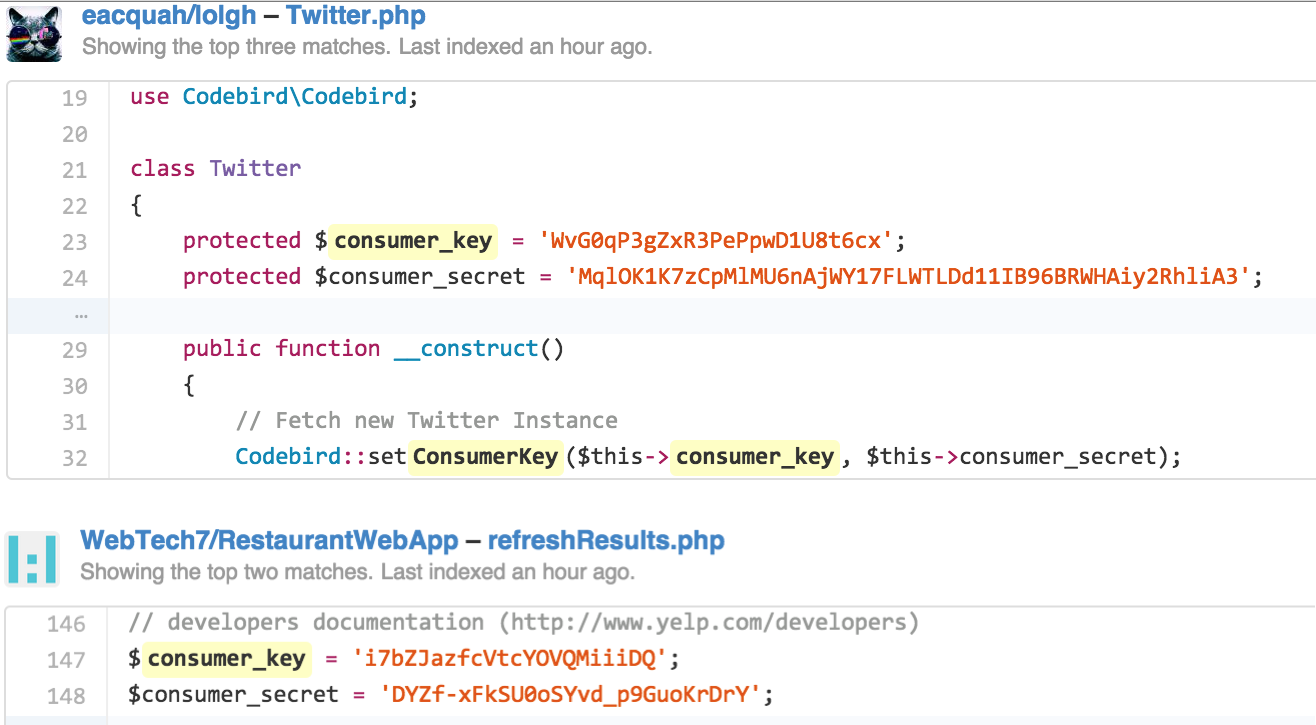 eacquah/lolgh – Twitter.php
Showing the top three matches. Last indexed an hour ago.
19 use Codebird\Codebird;
20
21 class Twitter
22 {
23 protected $consumer_key = 'WvG0qP3gZxR3PePpwD1U8t6cx';
24 protected $consumer_secret = 'MqlOK1K7zCpMlMU6nAjWY17FLWTLDd11IB96BRWHAiy2RhliA3';
…
29 public function __construct()
30 {
31 // Fetch new Twitter Instance
32 Codebird::setConsumerKey($this->consumer_key, $this->consumer_secret);
WebTech7/RestaurantWebApp – refreshResults.php
Showing the top two matches. Last indexed an hour ago.
146 // developers documentation (http://www.yelp.com/developers)
147 $consumer_key = 'i7bZJazfcVtcYOVQMiiiDQ';
148 $consumer_secret = 'DYZf-xFkSU0oSYvd_p9GuoKrDrY';